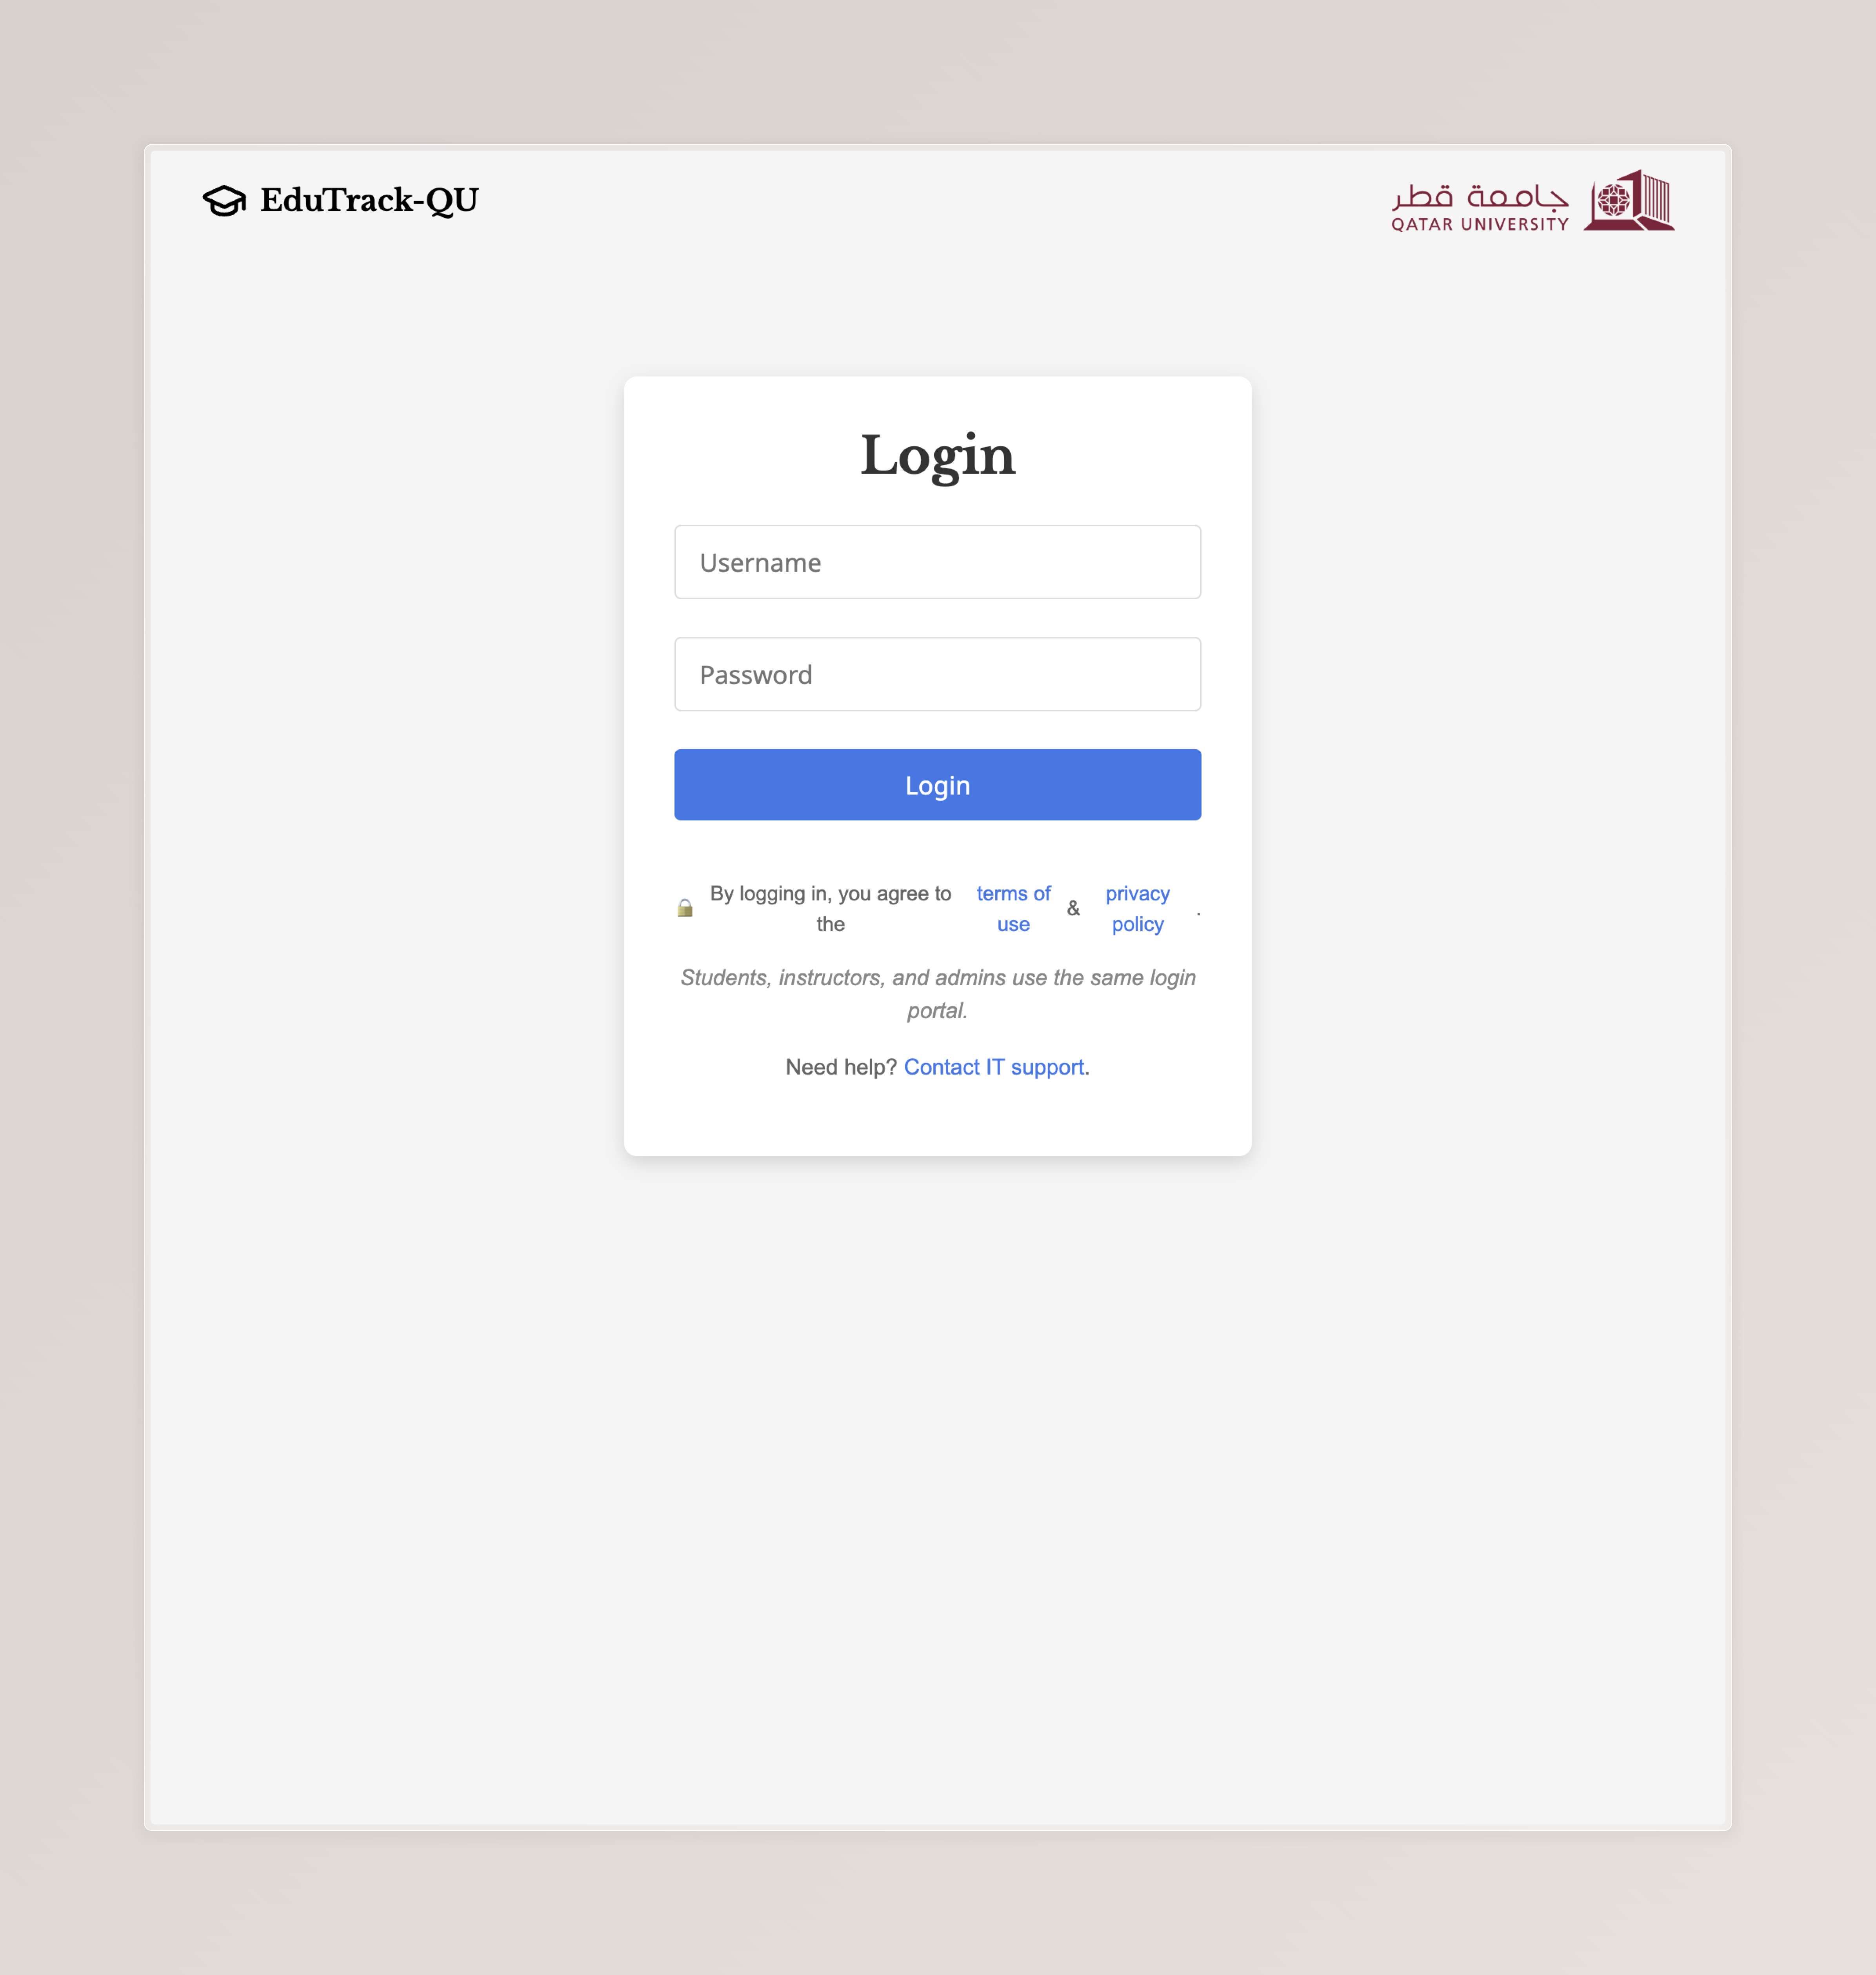 EduTrack-QU
جامعة قطر
QATAR UNIVERSITY
Login
Username
Password
Login
By logging in, you agree to the terms of use & privacy policy.
Students, instructors, and admins use the same login
portal.
Need help? Contact IT support.